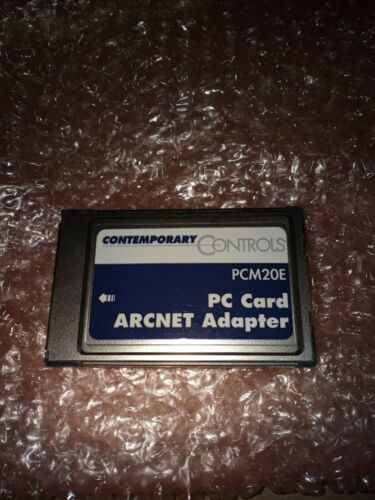 CONTEMPORARY CONTROLS®
PCM20E
PC Card
ARCNET Adapter